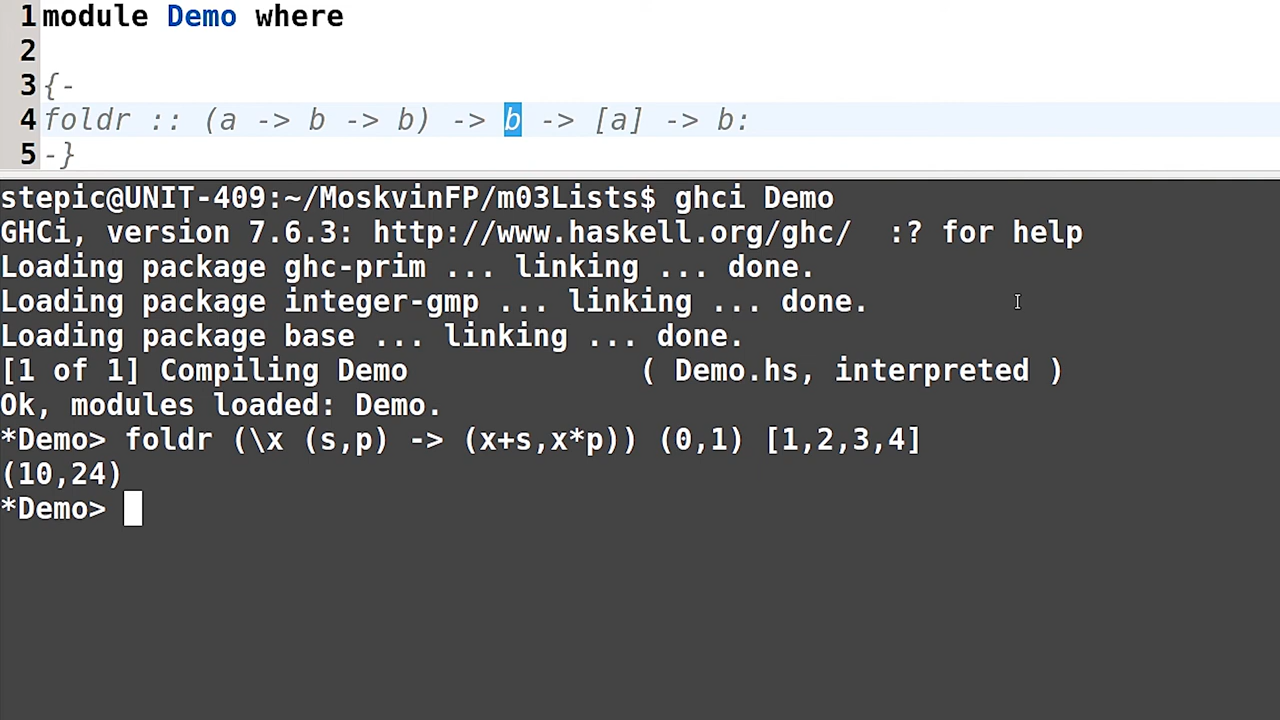 1 module Demo where
2
3 {-
4 foldr :: (a -> b -> b) -> b -> [a] -> b:
5 -}
stepic@UNIT-409:~/MoskvinFP/m03Lists$ ghci Demo
GHCi, version 7.6.3: http://www.haskell.org/ghc/  :? for help
Loading package ghc-prim ... linking ... done.
Loading package integer-gmp ... linking ... done.
Loading package base ... linking ... done.
[1 of 1] Compiling Demo             ( Demo.hs, interpreted )
Ok, modules loaded: Demo.
*Demo> foldr (\x (s,p) -> (x+s,x*p)) (0,1) [1,2,3,4]
(10,24)
*Demo>